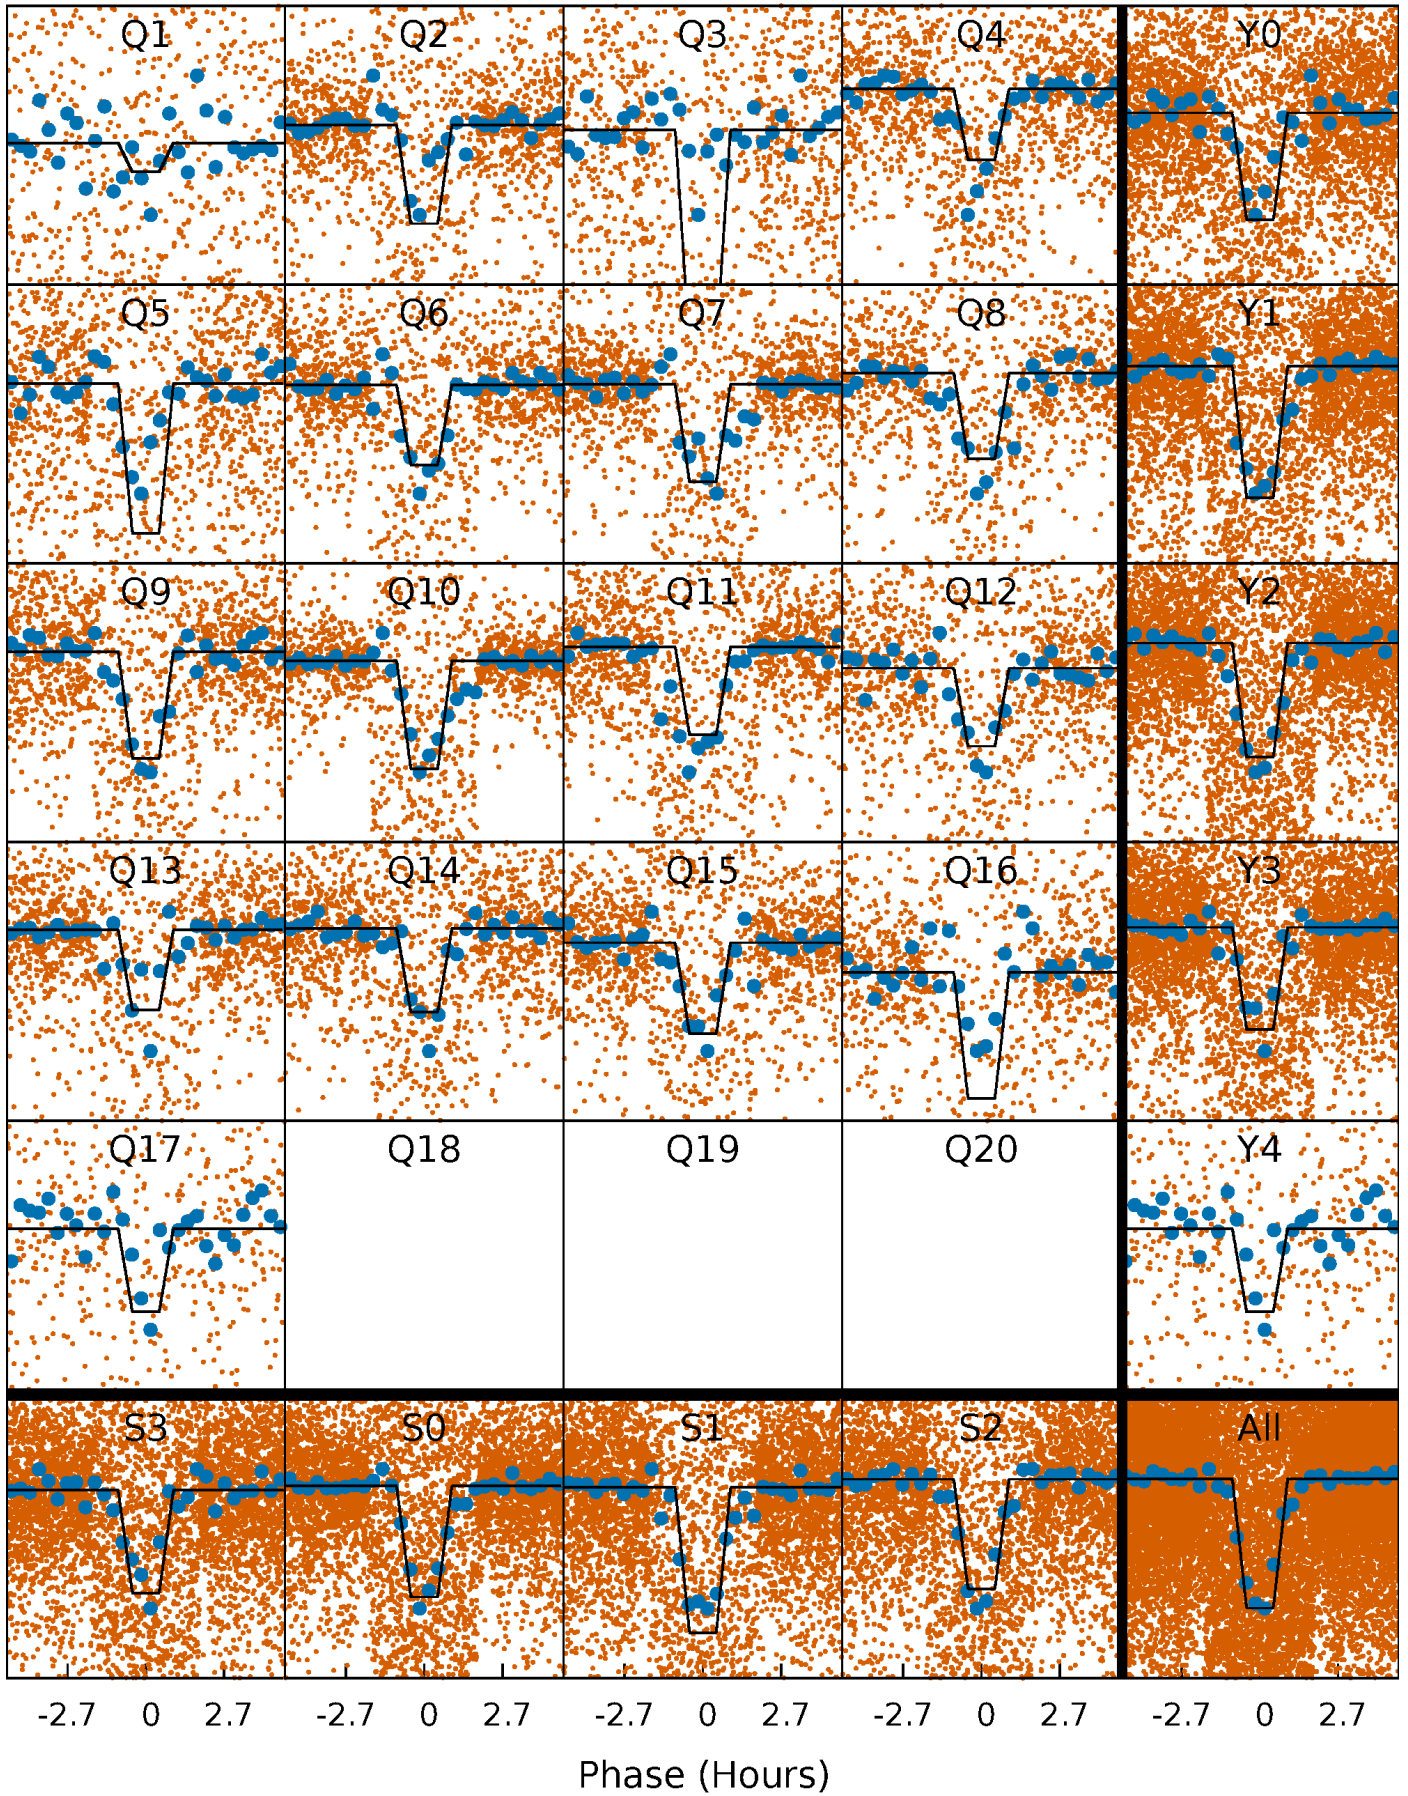 Q1 Q2 Q3 Q4 Y0
Q5 Q6 Q7 Q8 Y1
Q9 Q10 Q11 Q12 Y2
Q13 Q14 Q15 Q16 Y3
Q17 Q18 Q19 Q20 Y4
S3 S0 S1 S2 All
-2.7 0 2.7 -2.7 0 2.7 -2.7 0 2.7 -2.7 0 2.7 -2.7 0 2.7
Phase (Hours)